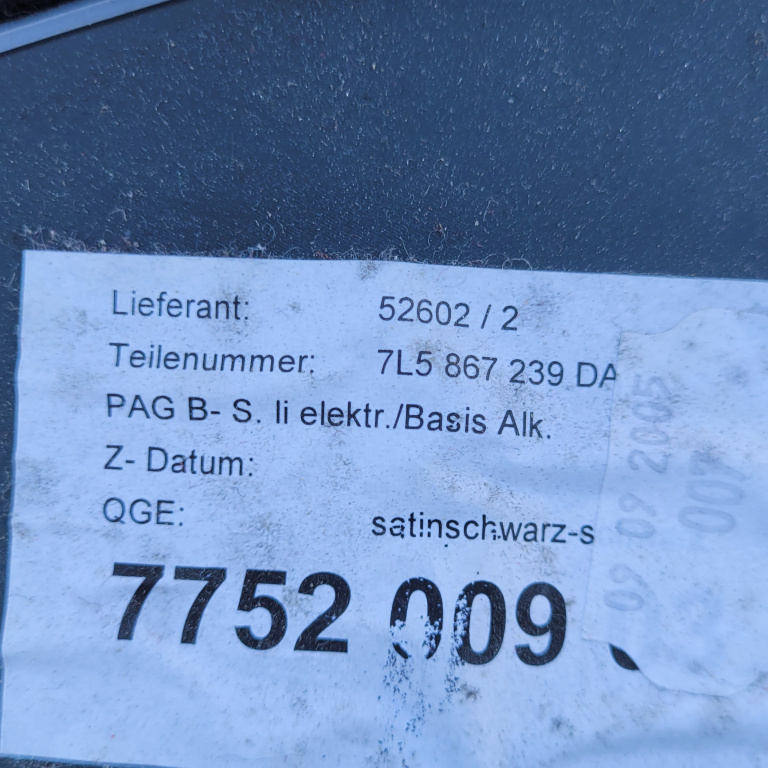 Lieferant: 52602 / 2
Teilenummer: 7L5 867 239 DA
PAG B- S. li elektr./Basis Alk.
Z- Datum:
QGE: satinschwarz-s
7752 009
09 09 2005
007